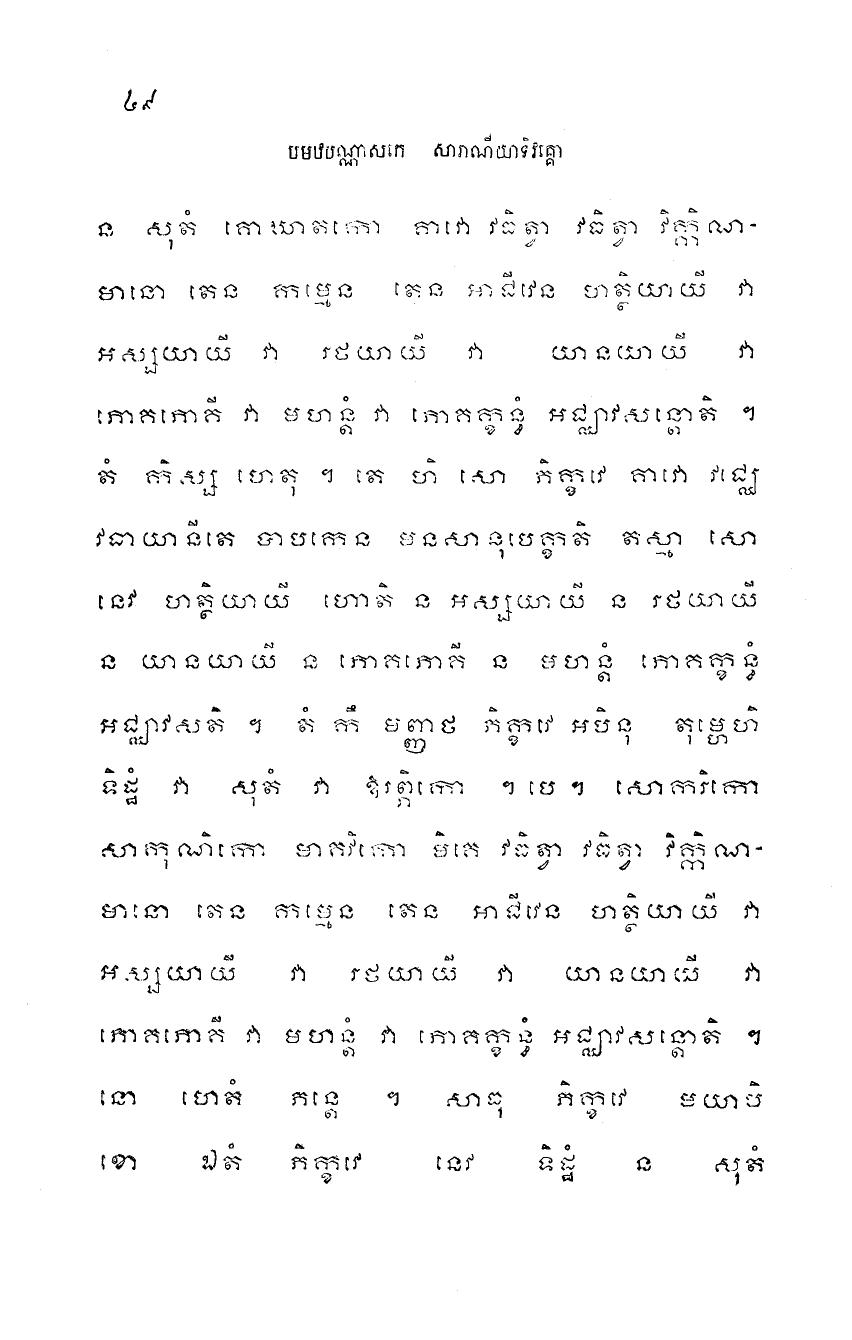 ៤៩
បមឋបណ្ណាសកេ សារាណីយាទិវគ្គោ
ន សុតំ គោឃាតកោ គាវោ វធិត្វា វធិត្វា វិក្កិណ-
មានោ តេន កម្មេន តេន អាជីវេន ហត្ថិយាយី វា
អស្សយាយី វា រថយាយី វា យានយាយី វា
ភោគភោគី វា មហន្តំ វា ភោគក្ខន្ធំ អជ្ឈាវសន្តោតិ ។
តំ កិស្ស ហេតុ ។ តេ ហិ សោ ភិក្ខវេ គាវោ វជ្ឈេ
វធាយានីតេ បាបកេន មនសានុបេក្ខតិ តស្មា សោ
នេវ ហត្ថិយាយី ហោតិ ន អស្សយាយី ន រថយាយី
ន យានយាយី ន ភោគភោគី ន មហន្តំ ភោគក្ខន្ធំ
អជ្ឈាវសតិ ។ តំ កឹ មញ្ញថ ភិក្ខវេ អបិនុ តុម្ហេហិ
ទិដ្ឋំ វា សុតំ វា ឱរព្ភិកោ ។ បេ ។ សោករិកោ
សាកុណិកោ មាគវិកោ មិគេ វធិត្វា វធិត្វា វិក្កិណ-
មានោ តេន កម្មេន តេន អាជីវេន ហត្ថិយាយី វា
អស្សយាយី វា រថយាយី វា យានយាយី វា
ភោគភោគី វា មហន្តំ វា ភោគក្ខន្ធំ អជ្ឈាវសន្តោតិ ។
នោ ហេតំ ភន្តេ ។ សាធុ ភិក្ខវេ មយាបិ
ខោ ឯតំ ភិក្ខវេ នេវ ទិដ្ឋំ ន សុតំ